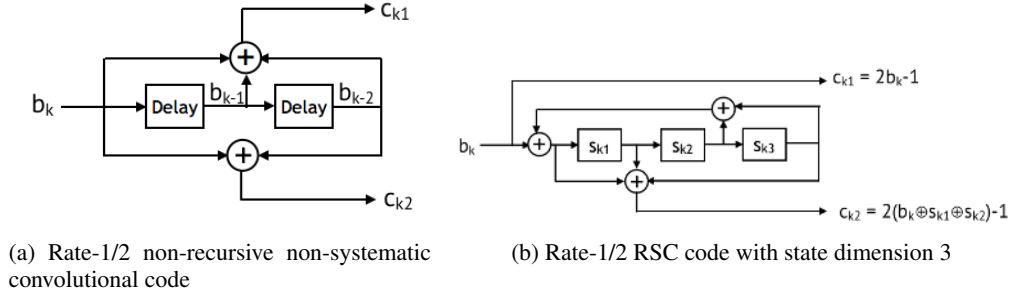 c_k1
+
b_k
Delay
b_k-1
Delay
b_k-2
+
c_k2
c_k1 = 2b_k-1
+
b_k
+
s_k1
s_k2
s_k3
+
c_k2 = 2(b_k⊕s_k1⊕s_k2)-1
(a) Rate-1/2 non-recursive non-systematic
convolutional code
(b) Rate-1/2 RSC code with state dimension 3